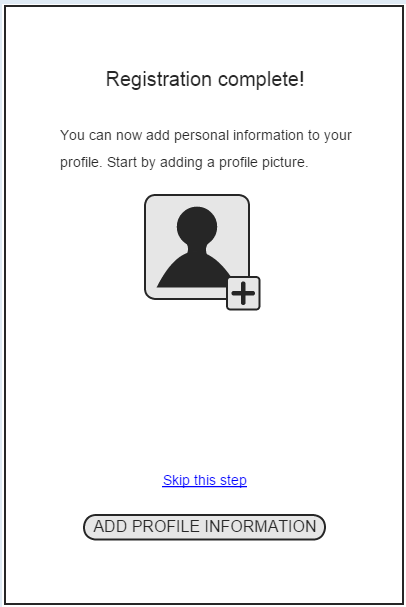 Registration complete!
You can now add personal information to your
profile. Start by adding a profile picture.
Skip this step
ADD PROFILE INFORMATION